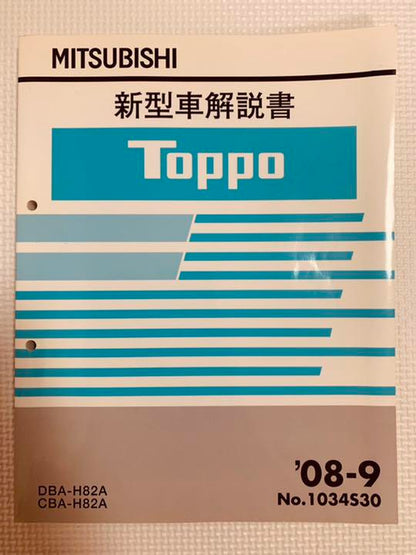 MITSUBISHI
新型車解説書
Toppo
'08-9
No.1034S30
DBA-H82A
CBA-H82A